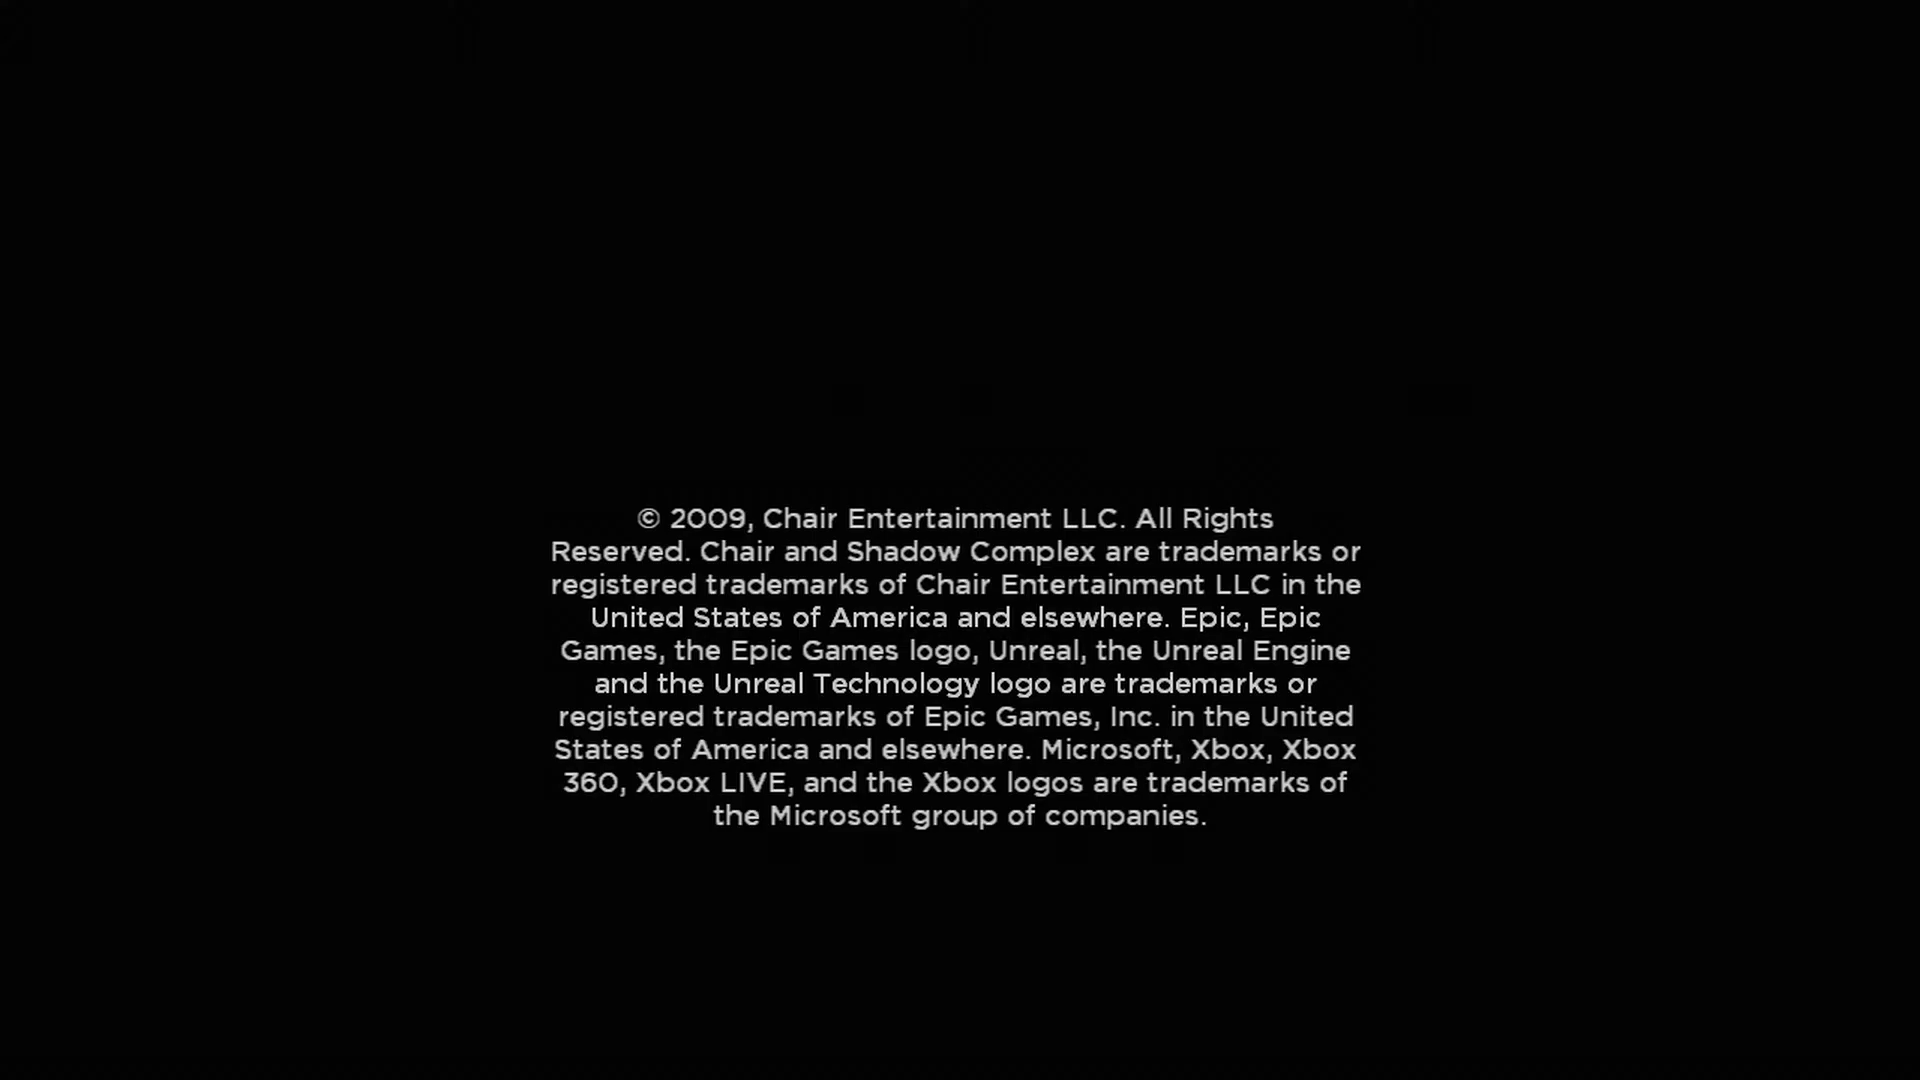 © 2009, Chair Entertainment LLC. All Rights
Reserved. Chair and Shadow Complex are trademarks or
registered trademarks of Chair Entertainment LLC in the
United States of America and elsewhere. Epic, Epic
Games, the Epic Games logo, Unreal, the Unreal Engine
and the Unreal Technology logo are trademarks or
registered trademarks of Epic Games, Inc. in the United
States of America and elsewhere. Microsoft, Xbox, Xbox
360, Xbox LIVE, and the Xbox logos are trademarks of
the Microsoft group of companies.